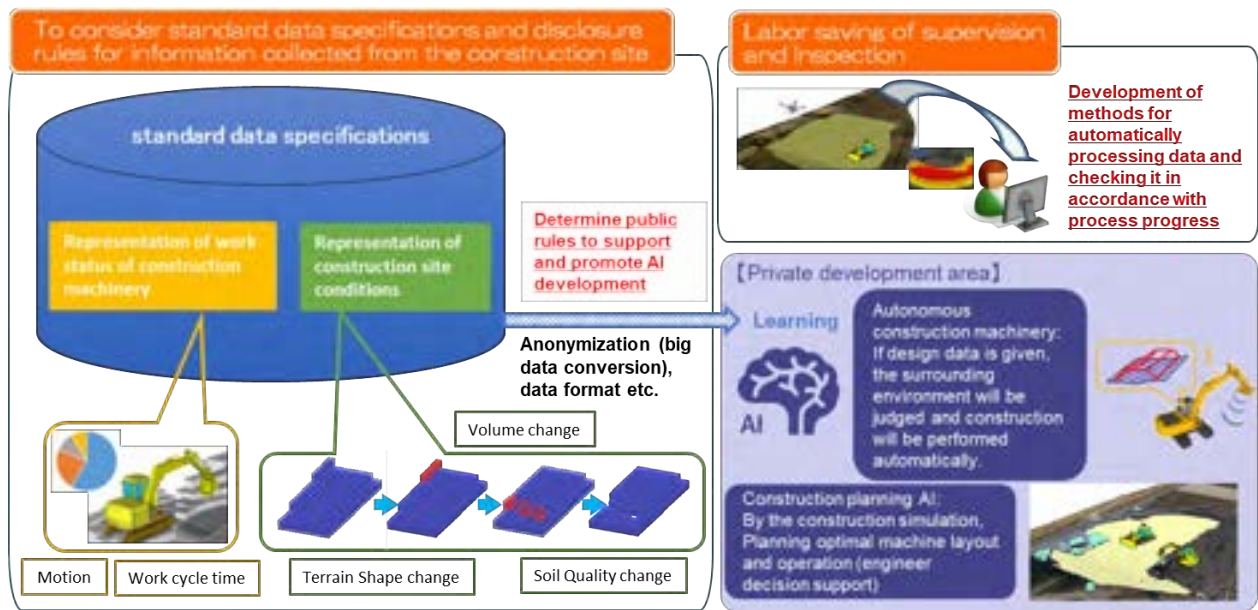 To consider standard data specifications and disclosure
rules for information collected from the construction site
standard data specifications
Representation of work
status of construction
machinery
Representation of
construction site
conditions
Determine public
rules to support
and promote AI
development
Anonymization (big
data conversion),
data format etc.
Volume change
Motion
Work cycle time
Terrain Shape change
Soil Quality change
Labor saving of supervision
and inspection
Development of
methods for
automatically
processing data and
checking it in
accordance with
process progress
【Private development area】
Learning
AI
Autonomous
construction machinery:
If design data is given,
the surrounding
environment will be
judged and construction
will be performed
automatically.
Construction planning AI:
By the construction simulation,
Planning optimal machine layout
and operation (engineer
decision support)